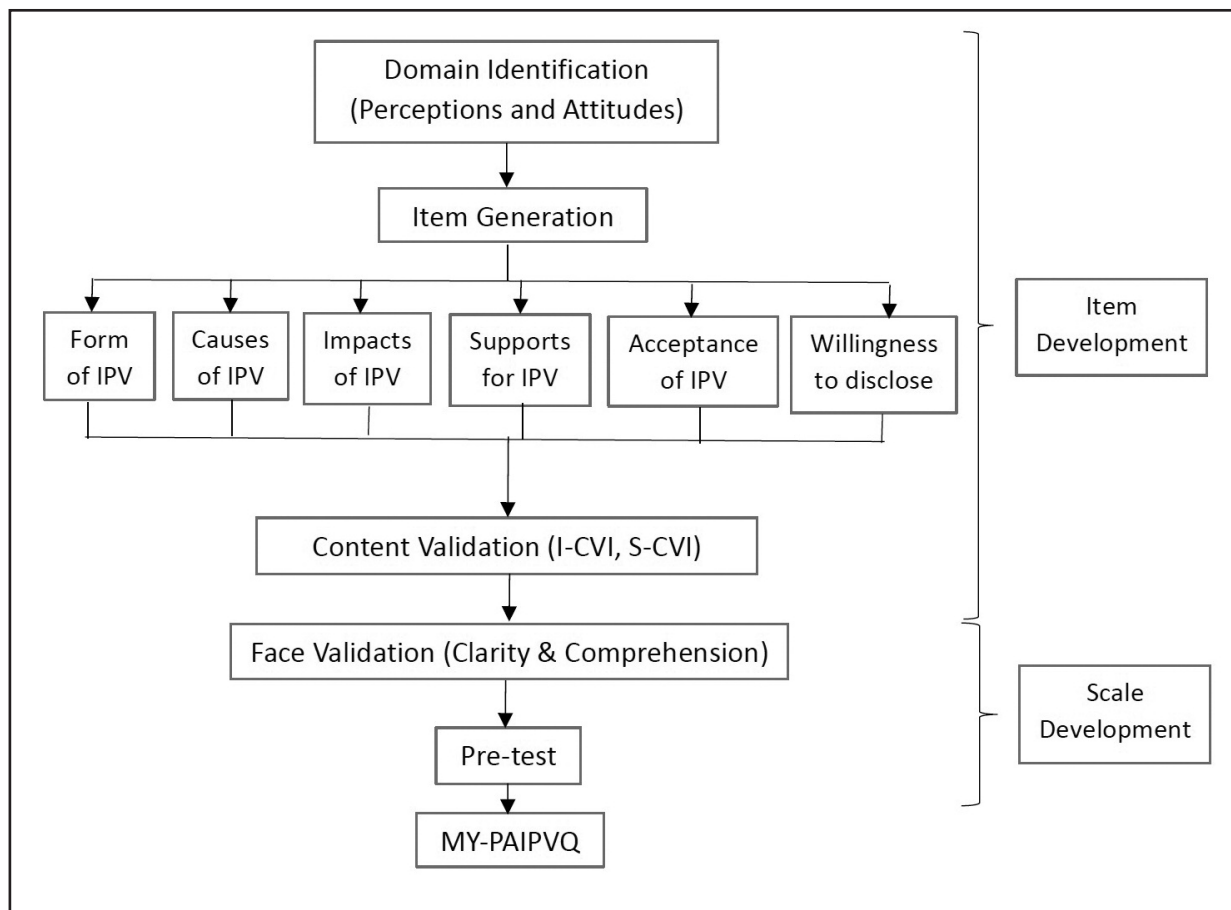 Domain Identification
(Perceptions and Attitudes)
Item Generation
Form
of IPV
Causes
of IPV
Impacts
of IPV
Supports
for IPV
Acceptance
of IPV
Willingness
to disclose
Item
Development
Content Validation (I-CVI, S-CVI)
Face Validation (Clarity & Comprehension)
Scale
Development
Pre-test
MY-PAIPVQ